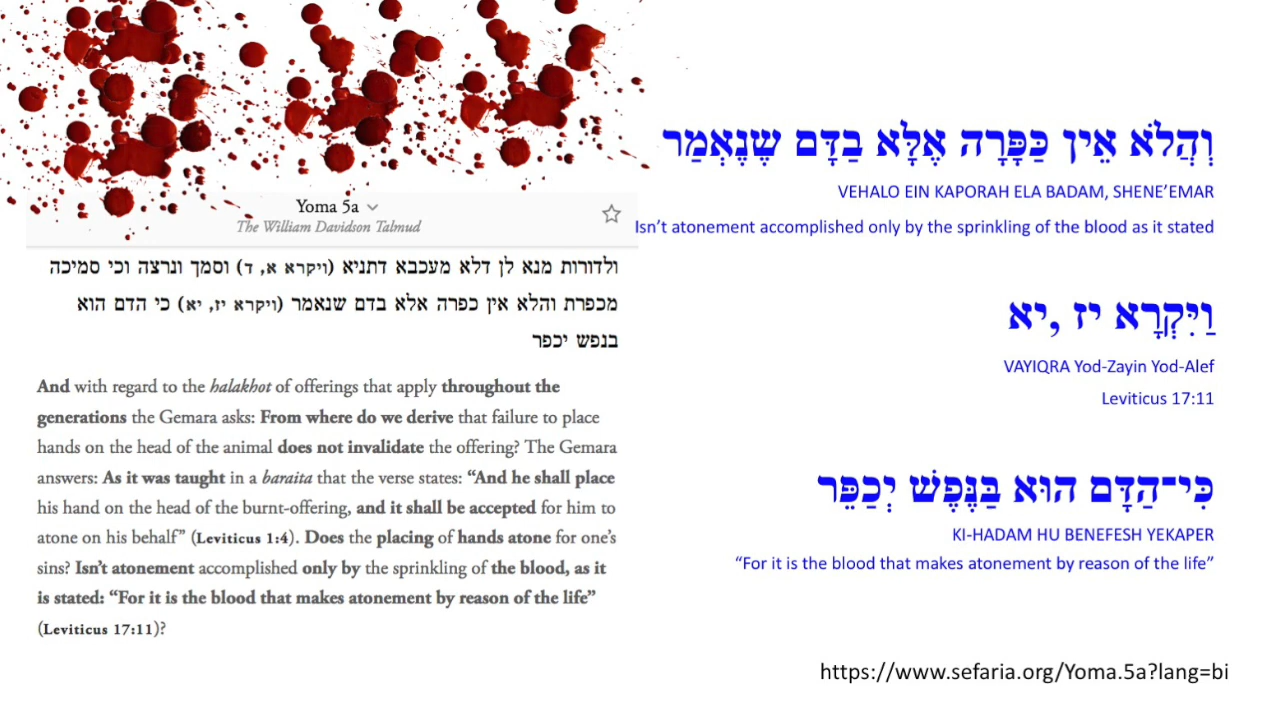 Yoma 5a
The William Davidson Talmud
ולדורות מנא לן דלא מעכבא דתניא (ויקרא א, ד) וסמך ונרצה וכי סמיכה
מכפרת והלא אין כפרה אלא בדם שנאמר (ויקרא יז, יא) כי הדם הוא
בנפש יכפר
And with regard to the halakhot of offerings that apply throughout the
generations the Gemara asks: From where do we derive that failure to place
hands on the head of the animal does not invalidate the offering? The Gemara
answers: As it was taught in a baraita that the verse states: “And he shall place
his hand on the head of the burnt-offering, and it shall be accepted for him to
atone on his behalf” (Leviticus 1:4). Does the placing of hands atone for one’s
sins? Isn’t atonement accomplished only by the sprinkling of the blood, as it
is stated: “For it is the blood that makes atonement by reason of the life”
(Leviticus 17:11)?
וְהֲלֹא אֵין כַּפָּרָה אֶלָּא בַדָּם שֶׁנֶאְמַר
VEHALO EIN KAPORAH ELA BADAM, SHENE’EMAR
Isn’t atonement accomplished only by the sprinkling of the blood as it stated
וַיִּקְרָא יז ,יא
VAYIQRA Yod-Zayin Yod-Alef
Leviticus 17:11
כִּי־הַדָּם הוּא בַּנֶּפֶשׁ יְכַפֵּר
KI-HADAM HU BENEFESH YEKAPER
“For it is the blood that makes atonement by reason of the life”
https://www.sefaria.org/Yoma.5a?lang=bi